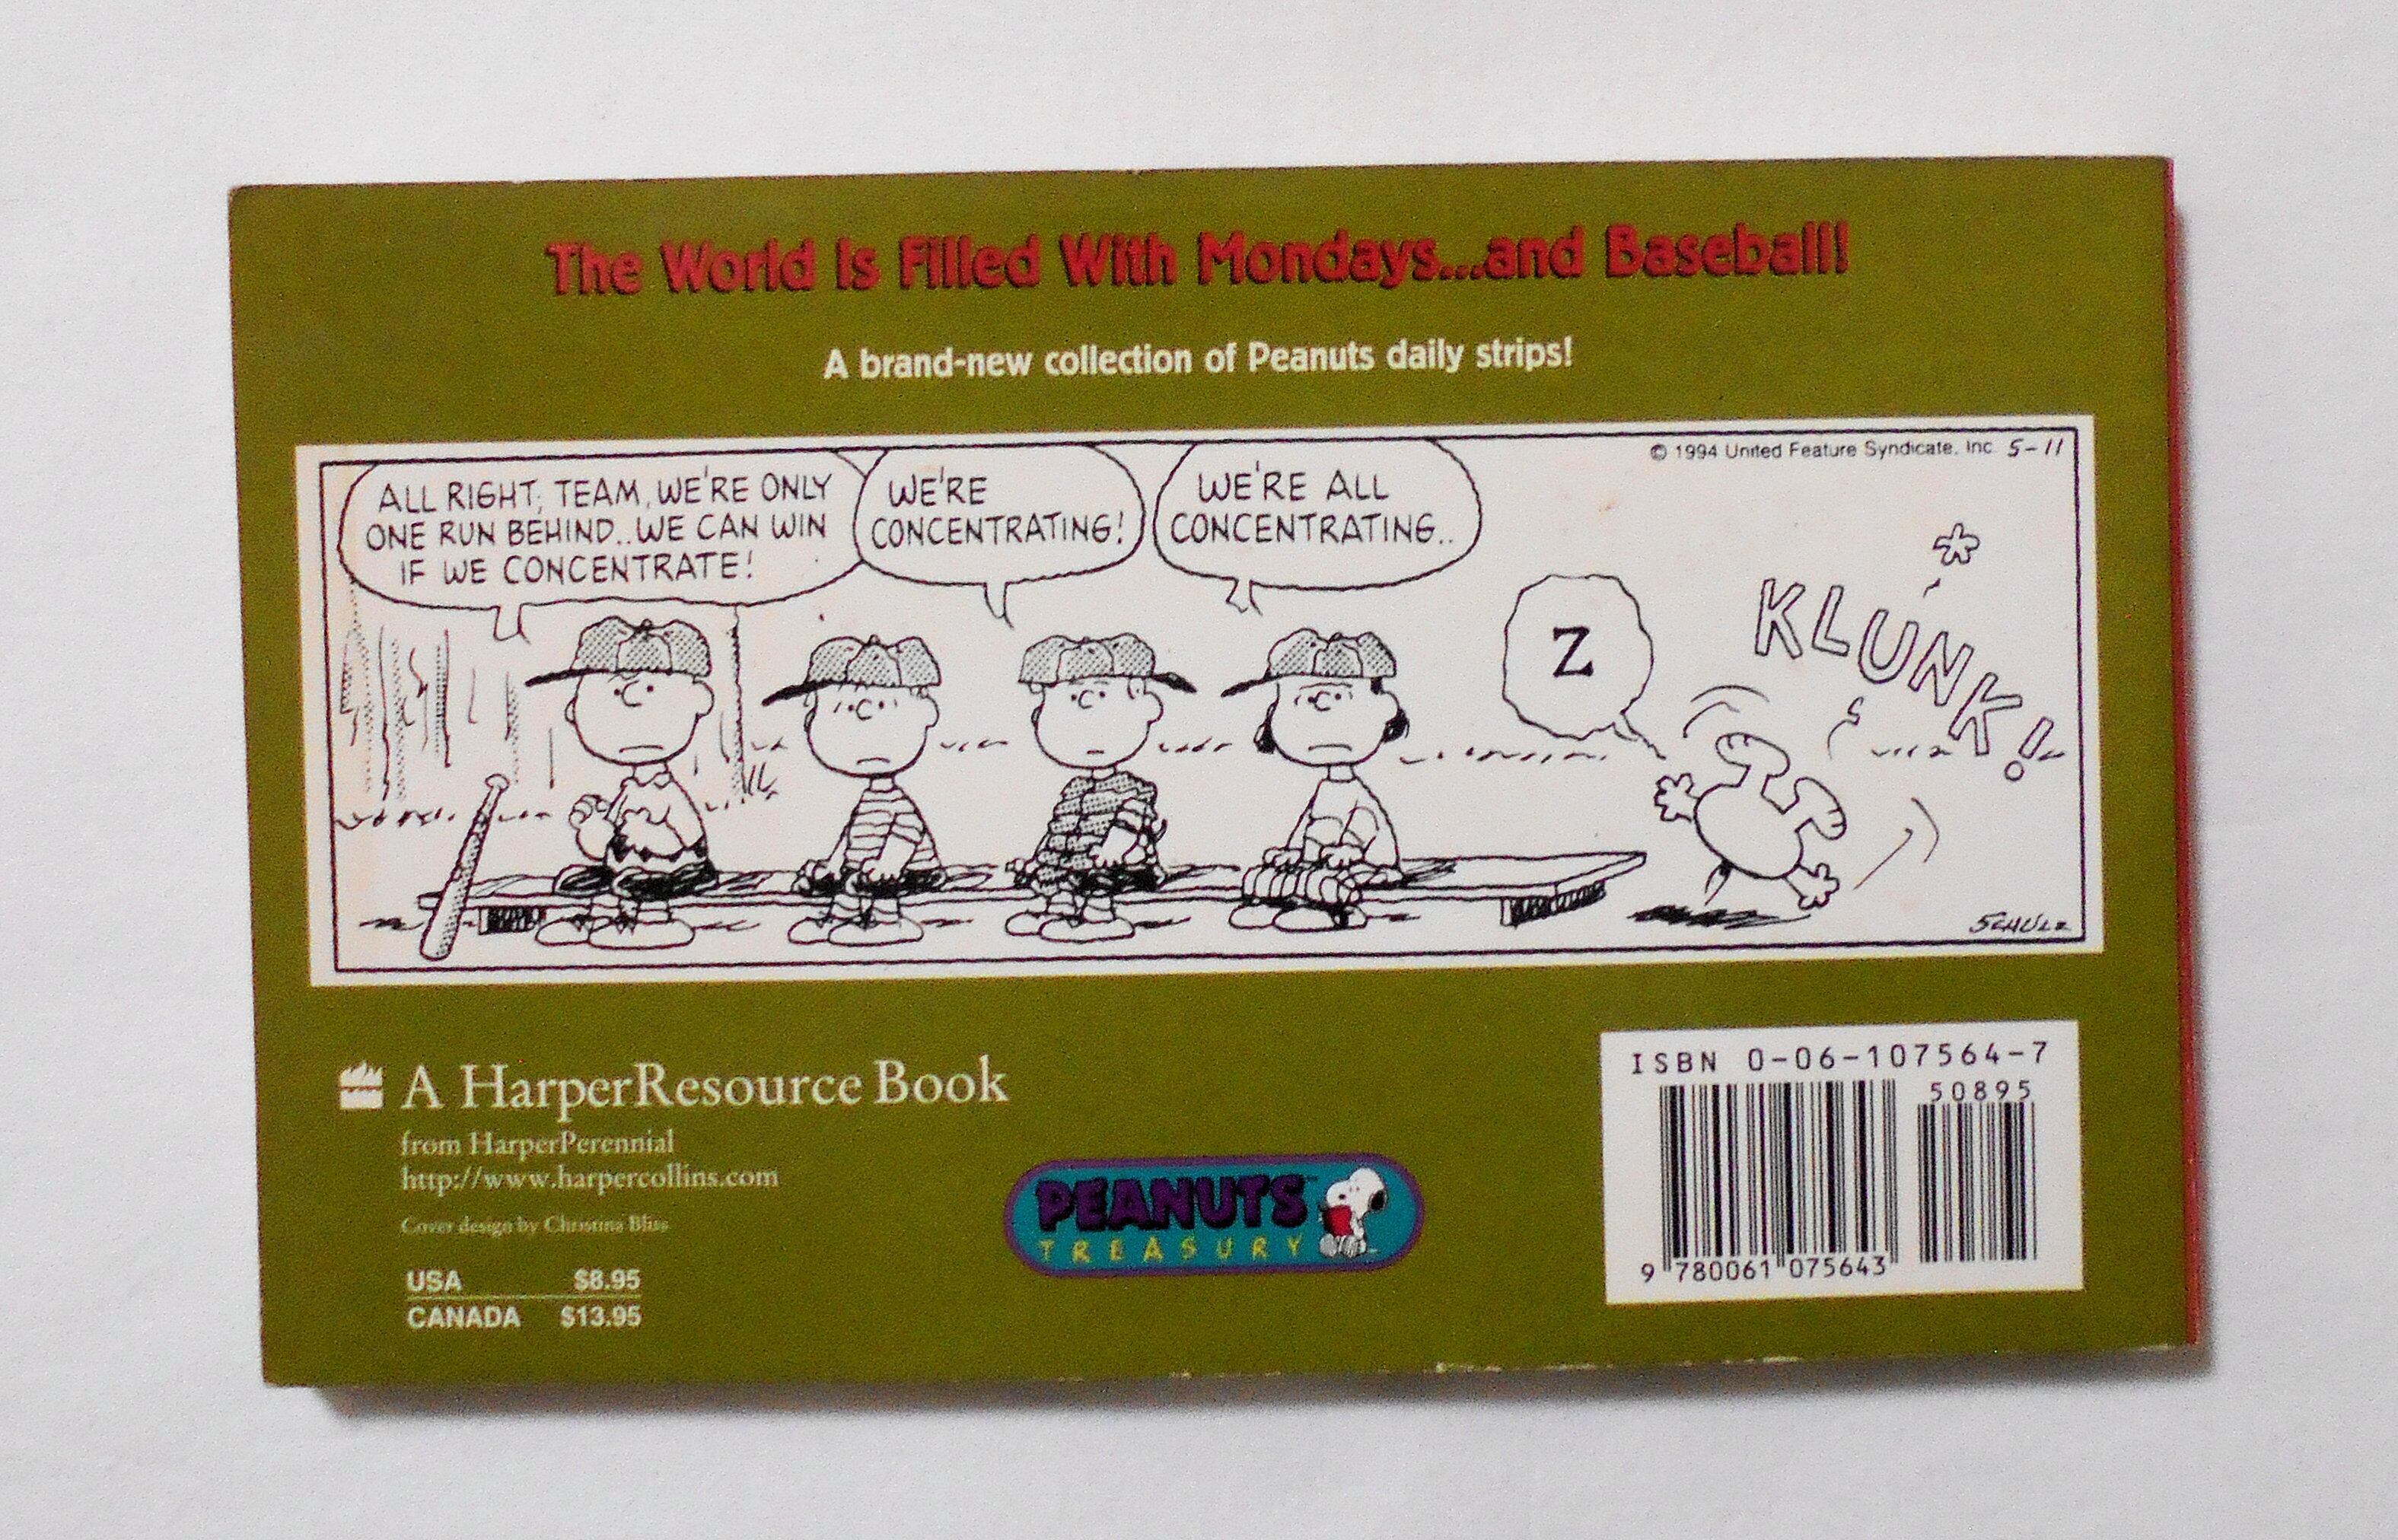 The World Is Filled With Mondays...and Baseball!
A brand-new collection of Peanuts daily strips!
© 1994 United Feature Syndicate, Inc. 5-11
ALL RIGHT, TEAM, WE'RE ONLY
ONE RUN BEHIND..WE CAN WIN
IF WE CONCENTRATE!
WE'RE
CONCENTRATING!
WE'RE ALL
CONCENTRATING..
Z
KLUNK!
SCHULZ
A HarperResource Book
from HarperPerennial
http://www.harpercollins.com
Cover design by Christina Bliss
USA $8.95
CANADA $13.95
PEANUTS™
TREASURY
ISBN 0-06-107564-7
50895
9 780061 075643